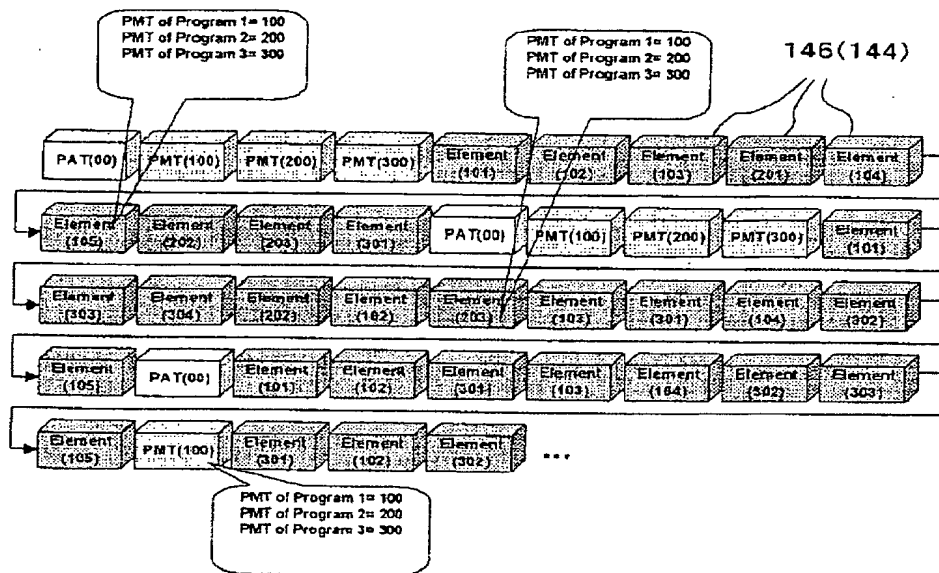 PMT of Program 1= 100
PMT of Program 2= 200
PMT of Program 3= 300
PMT of Program 1= 100
PMT of Program 2= 200
PMT of Program 3= 300
146(144)
PAT(00) PMT(100) PMT(200) PMT(300) Element (101) Element (102) Element (103) Element (201) Element (104)
Element (105) Element (202) Element (203) Element (301) PAT(00) PMT(100) PMT(200) PMT(300) Element (101)
Element (303) Element (304) Element (202) Element (102) Element (203) Element (103) Element (301) Element (104) Element (302)
Element (105) PAT(00) Element (101) Element (102) Element (301) Element (103) Element (104) Element (302) Element (303)
Element (105) PMT(100) Element (301) Element (102) Element (302) ...
PMT of Program 1= 100
PMT of Program 2= 200
PMT of Program 3= 300